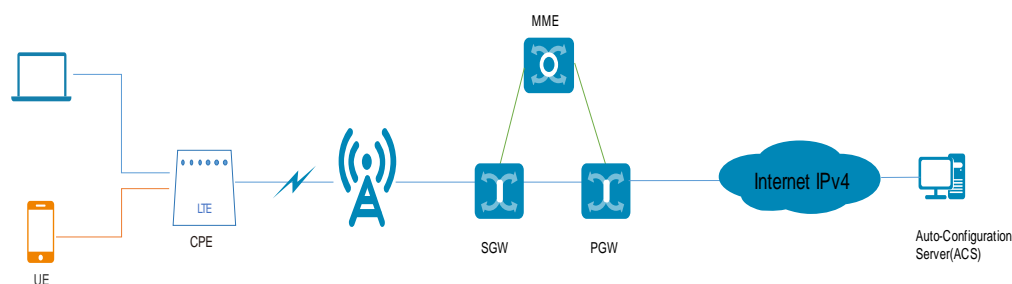 MME
LTE
CPE
UE
SGW
PGW
Internet IPv4
Auto-Configuration
Server(ACS)